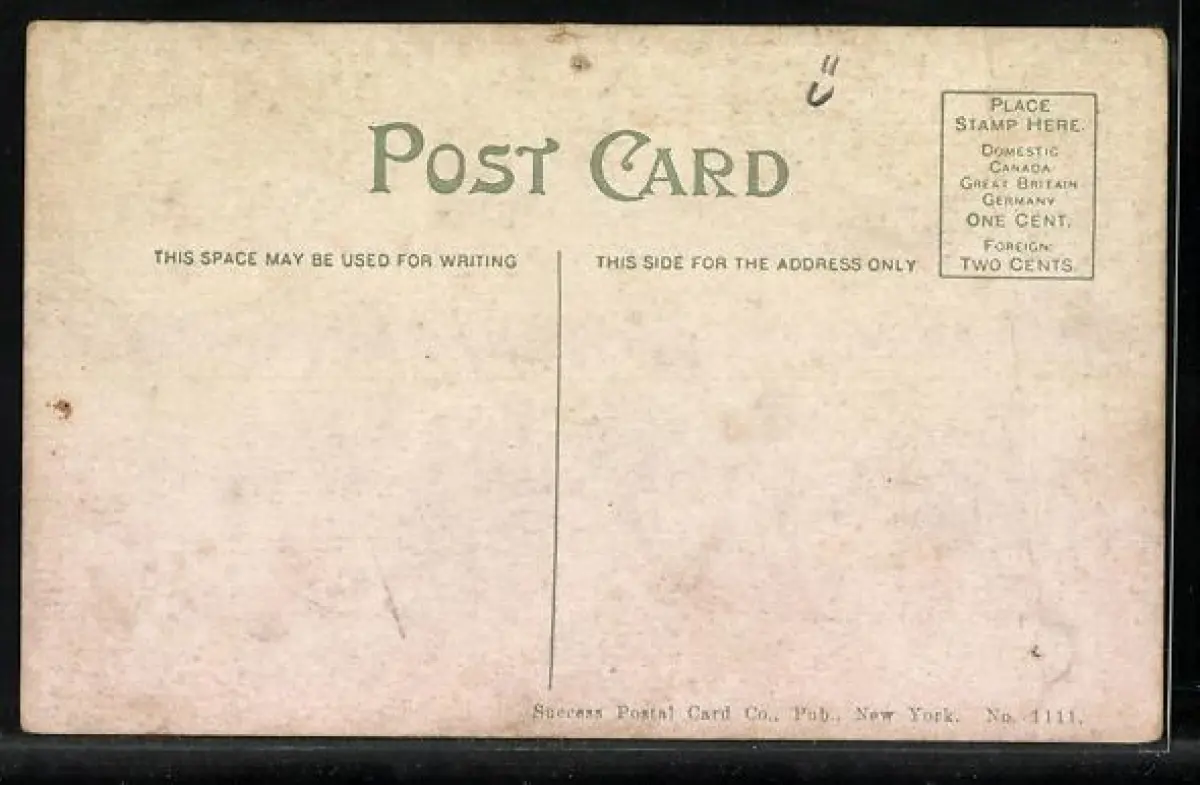 POST CARD
PLACE
STAMP HERE.
DOMESTIC
CANADA
GREAT BRITAIN
GERMANY
ONE CENT.
FOREIGN:
TWO CENTS
THIS SPACE MAY BE USED FOR WRITING
THIS SIDE FOR THE ADDRESS ONLY
Success Postal Card Co., Pub., New York. No. 1111.